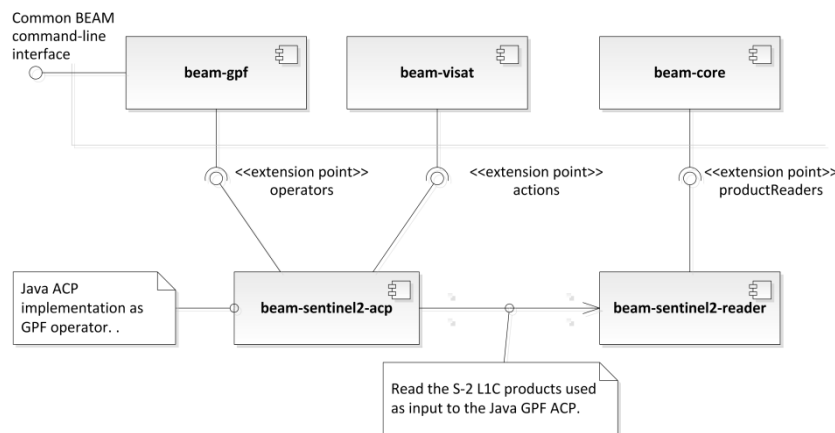 Common BEAM
command-line
interface
beam-gpf
beam-visat
beam-core
<<extension point>>
operators
<<extension point>>
actions
<<extension point>>
productReaders
Java ACP
implementation as
GPF operator. .
beam-sentinel2-acp
beam-sentinel2-reader
Read the S-2 L1C products used
as input to the Java GPF ACP.